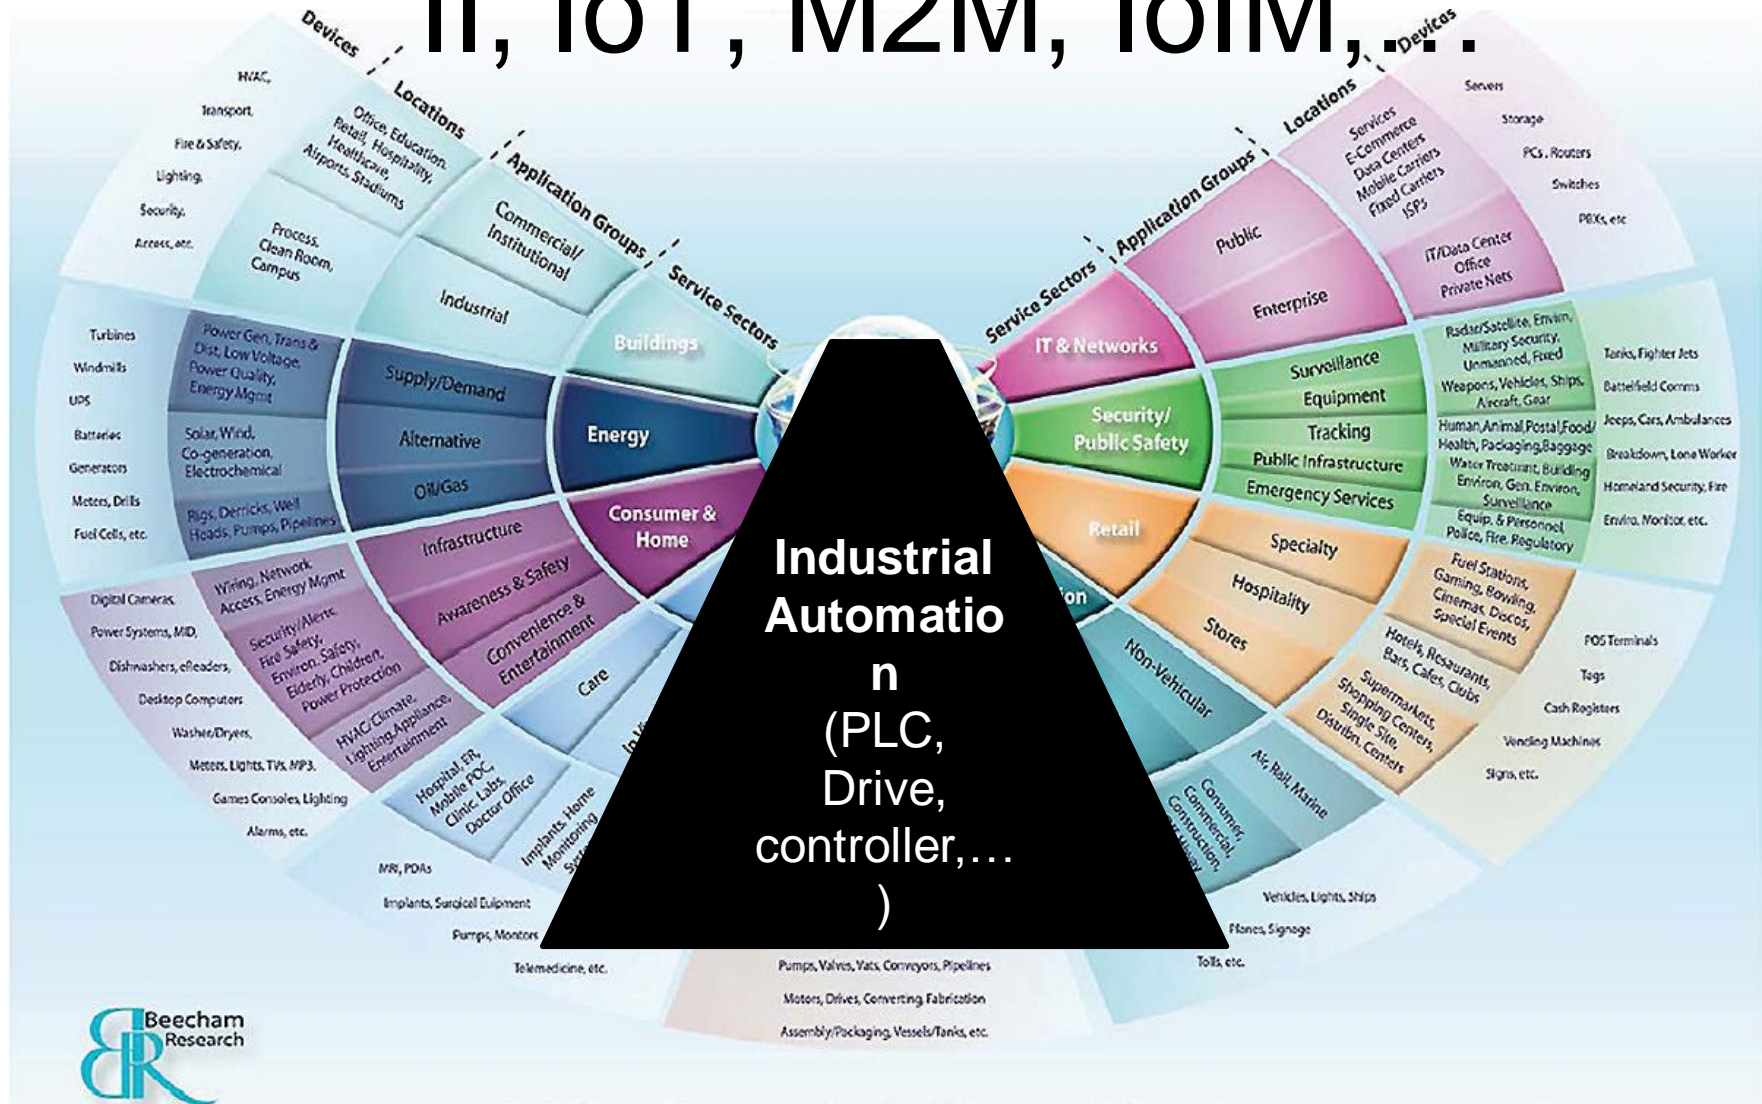 II, IoT, M2M, IoIM,...
Devices
Locations
Application Groups
Service Sectors
HVAC,
Transport,
Fire & Safety,
Lighting,
Security,
Access, etc.
Office, Education,
Retail, Hospitality,
Healthcave,
Airports, Stadiums
Process,
Clean Room,
Campus
Commercial/
Institutional
Industrial
Buildings
Turbines
Windmills
UPS
Batteries
Generators
Meters, Drills
Fuel Cells, etc.
Power Gen, Trans &
Dist, Low Voltage,
Power Quality,
Energy Mgmt
Solar, Wind,
Co-generation,
Electrochemical
Rigs, Derricks, Well
Heads, Pumps, Pipelines
Supply/Demand
Alternative
Oil/Gas
Energy
Digital Cameras,
Power Systems, MID,
Dishwashers, eReaders,
Desktop Computers
Washer/Dryers,
Meters, Lights, TVs, MP3,
Games Consoles, Lighting
Alarms, etc.
Wiring, Network
Access, Energy Mgmt
Security/Alerts,
Fire Safety,
Environ. Safety,
Elderly, Children,
Power Protection
HVAC/Climate,
Lighting, Appliance,
Entertainment
Infrastructure
Awareness & Safety
Convenience &
Entertainment
Consumer &
Home
MRI, PDAs
Implants, Surgical Euipment
Pumps, Monitors
Telemedicine, etc.
Hospital, ER,
Mobile POC,
Clinic, Labs,
Doctor Office
Implants, Home
Monitoring
Care
Industrial
Automatio
n
(PLC,
Drive,
controller,...
)
Pumps, Valves, Vats, Conveyors, Pipelines
Motors, Drives, Converting, Fabrication
Assembly/Packaging, Vessels/Tanks, etc.
Devices
Locations
Application Groups
Service Sectors
Servers
Storage
PCs, Routers
Switches
PBXs, etc
Services
E-Commerce
Data Centers
Mobile Carriers
Fixed Carriers
ISPs
IT/Data Center
Office
Private Nets
Public
Enterprise
IT & Networks
Radar/Satellite, Environ,
Military Security,
Unmanned, Fixed
Weapons, Vehicles, Ships,
Aircraft, Gear
Human,Animal,Postal,Food/
Health, Packaging,Baggage
Water Treatment, Building
Environ, Gen. Environ,
Surveillance
Equip. & Personnel,
Police, Fire, Regulatory
Tanks, Fighter Jets
Battelfield Comms
Jeeps, Cars, Ambulances
Breakdown, Lone Worker
Homeland Security, Fire
Enviro. Monitor, etc.
Surveillance
Equipment
Tracking
Public Infrastructure
Emergency Services
Security/
Public Safety
Specialty
Hospitality
Stores
Retail
Fuel Stations,
Gaming, Bowling,
Cinemas, Discos,
Special Events
Hotels, Resaurants,
Bars, Cafes, Clubs
Supermarkets,
Shopping Centers,
Single Site,
Distribn. Centers
POS Terminals
Tags
Cash Registers
Vending Machines
Signs, etc.
Non-Vehicular
Air, Rail, Marine
Consumer,
Commercial,
Construction,
Vehicles, Lights, Ships
Planes, Signage
Tolls, etc.
Beecham
Research
BR